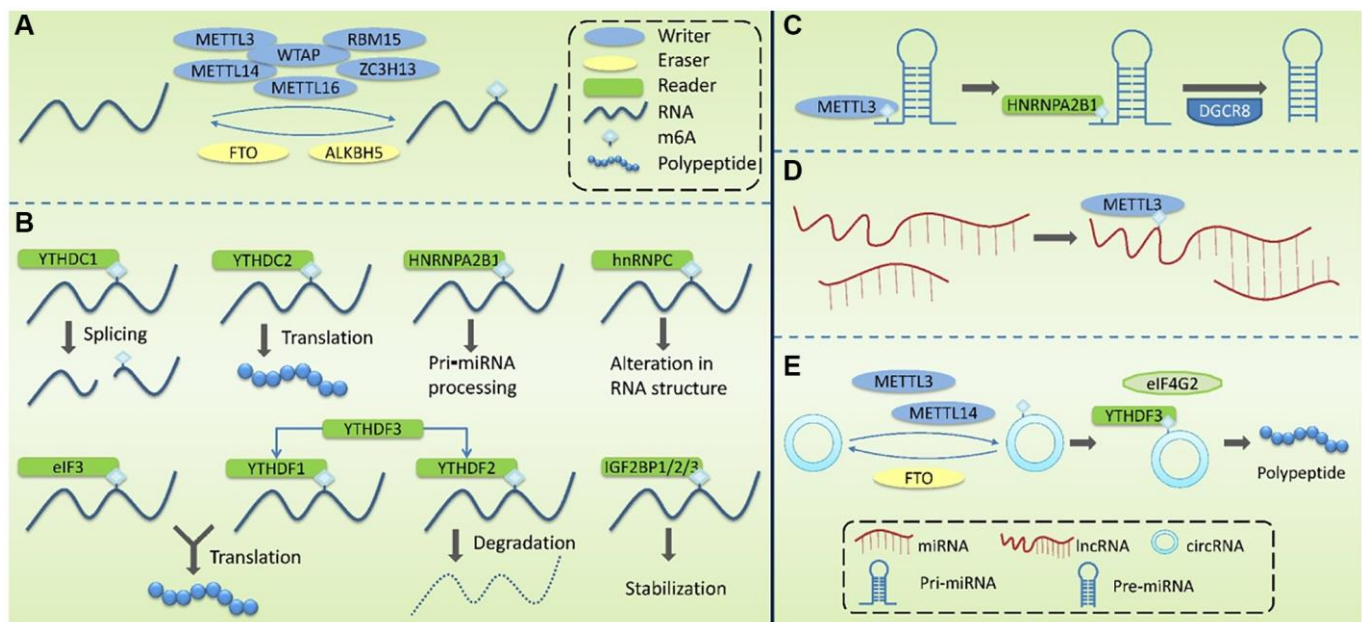 A
METTL3
RBM15
WTAP
METTL14
ZC3H13
METTL16
FTO
ALKBH5
Writer
Eraser
Reader
RNA
m6A
Polypeptide
B
YTHDC1
YTHDC2
HNRNPA2B1
hnRNPC
Splicing
Translation
Pri-miRNA
processing
Alteration in
RNA structure
YTHDF3
eIF3
YTHDF1
YTHDF2
IGF2BP1/2/3
Translation
Degradation
Stabilization
C
METTL3
HNRNPA2B1
DGCR8
D
METTL3
E
METTL3
METTL14
FTO
eIF4G2
YTHDF3
Polypeptide
miRNA
lncRNA
circRNA
Pri-miRNA
Pre-miRNA